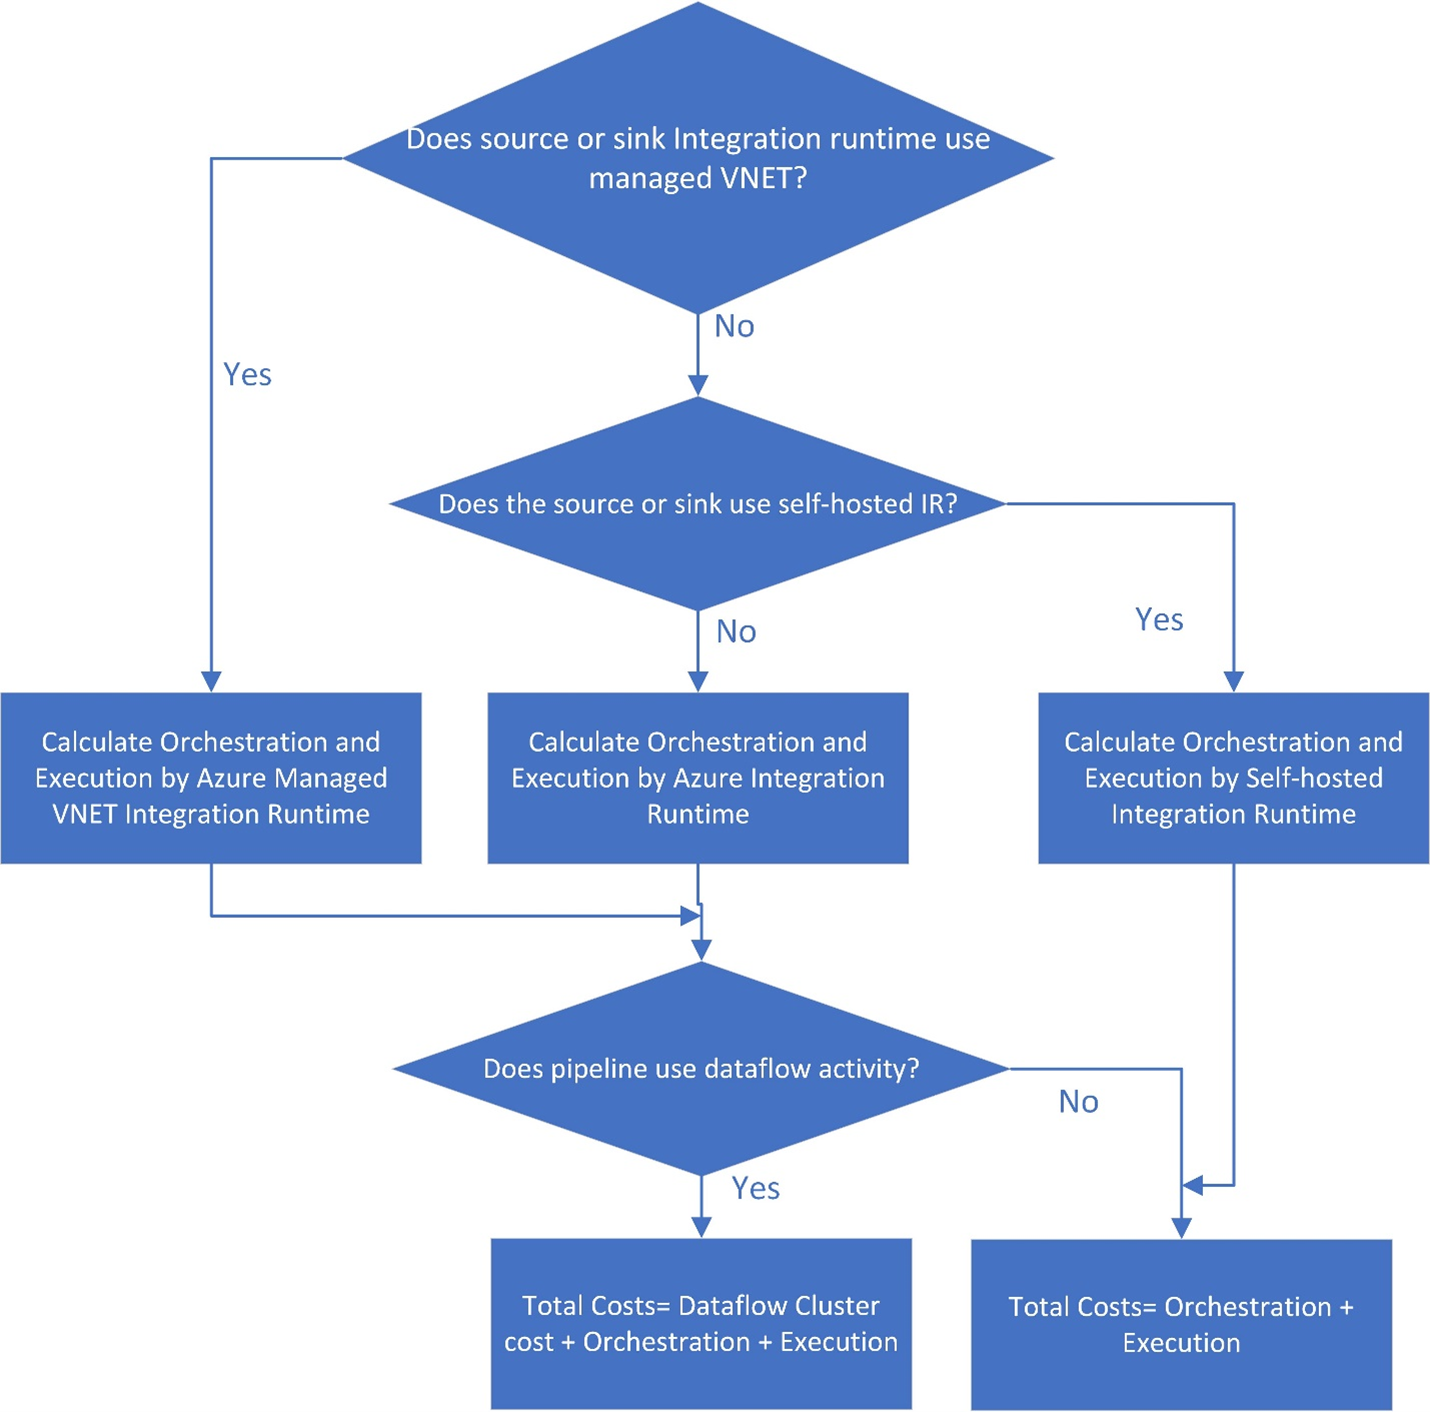 Does source or sink Integration runtime use
managed VNET?
No
Yes
Does the source or sink use self-hosted IR?
No
Yes
Calculate Orchestration and
Execution by Azure Managed
VNET Integration Runtime
Calculate Orchestration and
Execution by Azure Integration
Runtime
Calculate Orchestration and
Execution by Self-hosted
Integration Runtime
Does pipeline use dataflow activity?
No
Yes
Total Costs= Dataflow Cluster
cost + Orchestration + Execution
Total Costs= Orchestration +
Execution